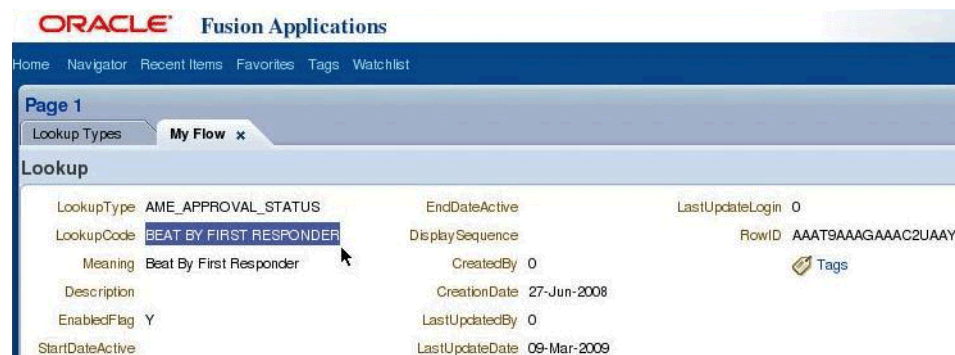 ORACLE Fusion Applications
Home Navigator Recent Items Favorites Tags Watchlist
Page 1
Lookup Types My Flow x
Lookup
LookupType AME_APPROVAL_STATUS EndDateActive LastUpdateLogin 0
LookupCode BEAT BY FIRST RESPONDER DisplaySequence RowID AAAT9AAAGAAAC2UAAY
Meaning Beat By First Responder CreatedBy 0 Tags
Description CreationDate 27-Jun-2008
EnabledFlag Y LastUpdatedBy 0
StartDateActive LastUpdateDate 09-Mar-2009